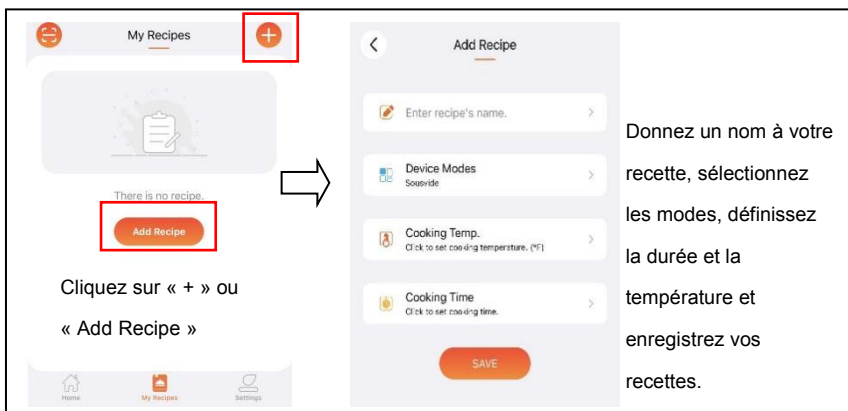 My Recipes
There is no recipe.
Add Recipe
Cliquez sur « + » ou
« Add Recipe »
Home
My Recipes
Settings
Add Recipe
Enter recipe's name.
Device Modes
Sousvide
Cooking Temp.
Click to set cooking temperature. (°F)
Cooking Time
Click to set cooking time.
SAVE
Donnez un nom à votre
recette, sélectionnez
les modes, définissez
la durée et la
température et
enregistrez vos
recettes.